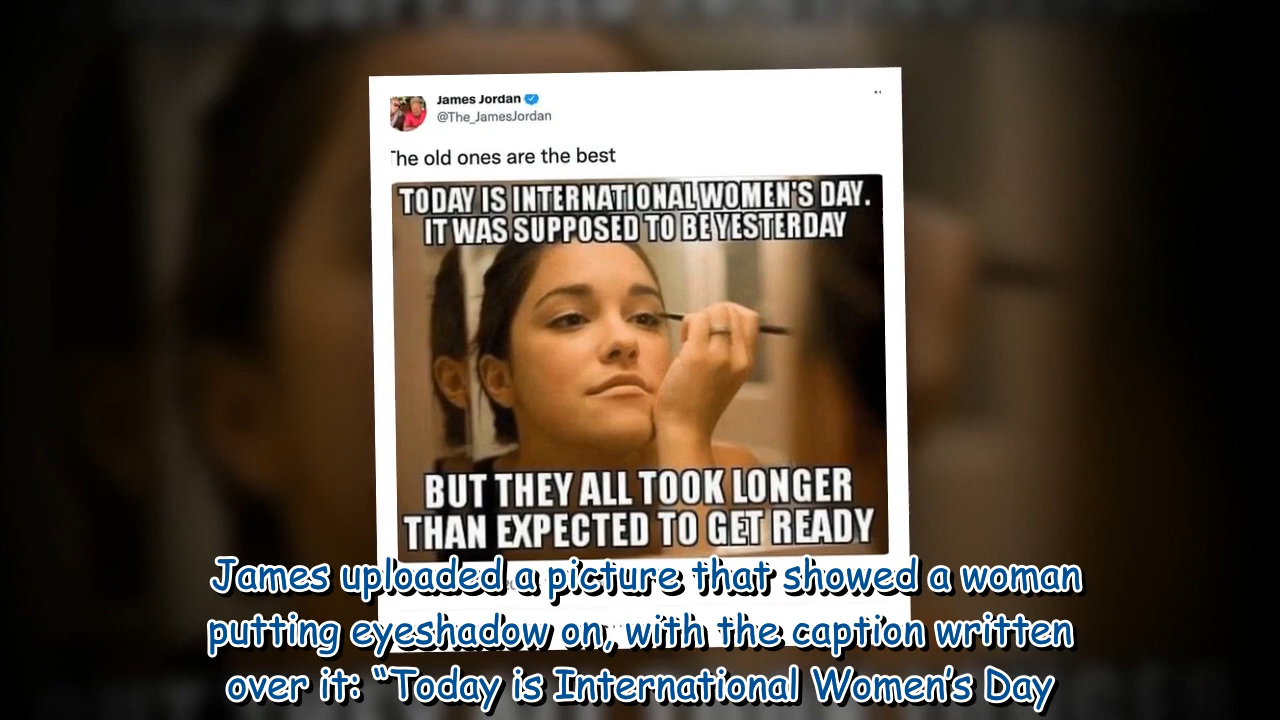 James Jordan
@The_JamesJordan
The old ones are the best
TODAY IS INTERNATIONAL WOMEN'S DAY.
IT WAS SUPPOSED TO BE YESTERDAY
BUT THEY ALL TOOK LONGER
THAN EXPECTED TO GET READY
James uploaded a picture that showed a woman
putting eyeshadow on, with the caption written
over it: “Today is International Women’s Day